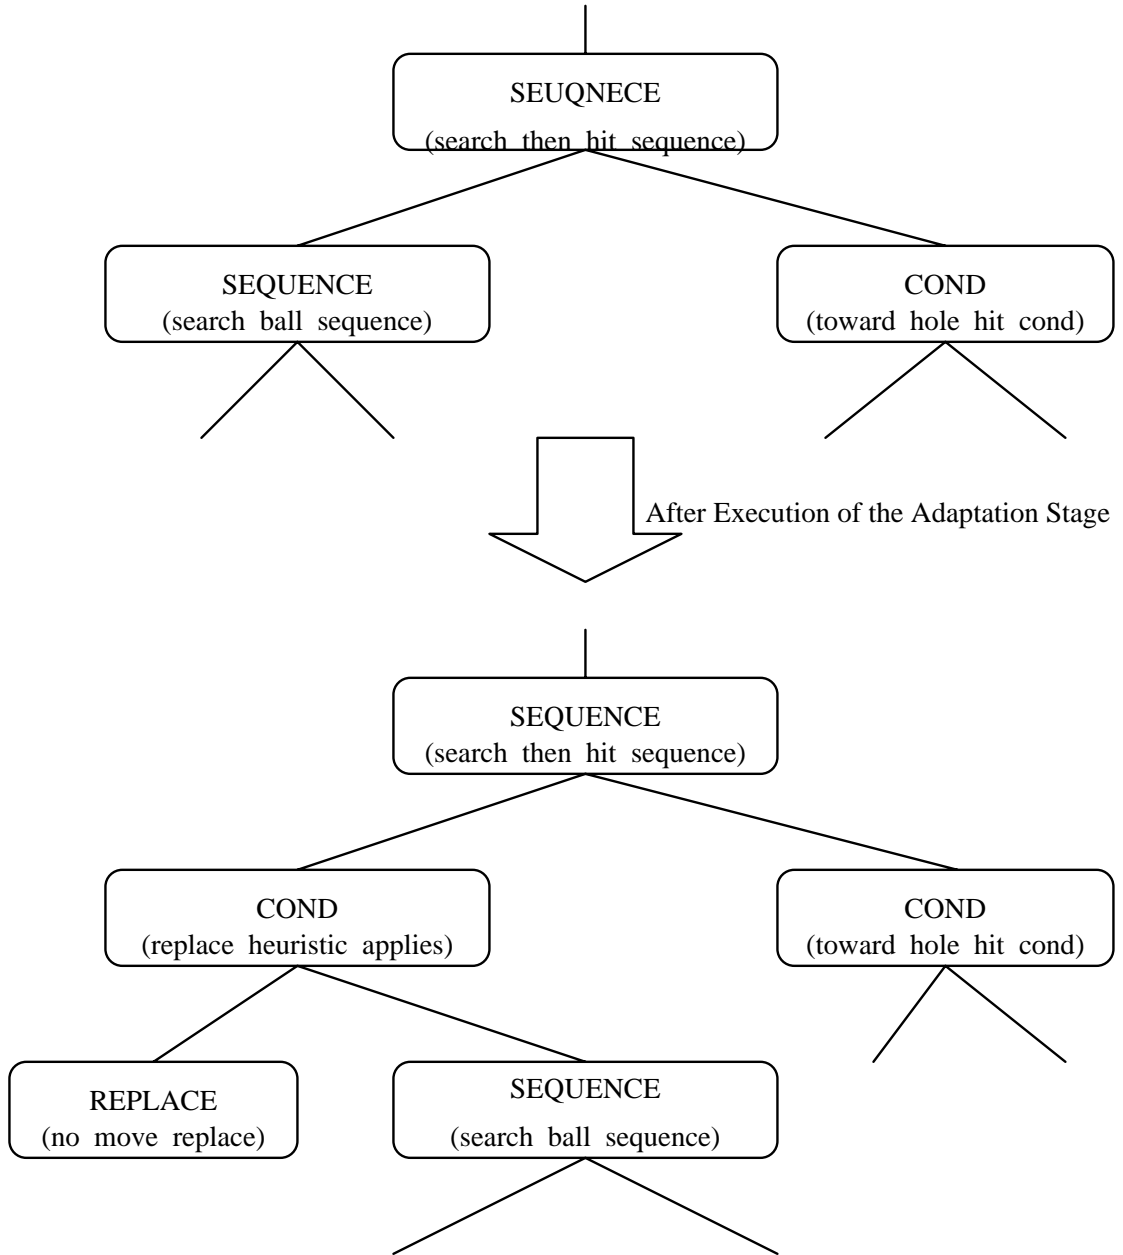 SEUQNECE
(search then hit sequence)
SEQUENCE
(search ball sequence)
COND
(toward hole hit cond)
After Execution of the Adaptation Stage
SEQUENCE
(search then hit sequence)
COND
(replace heuristic applies)
COND
(toward hole hit cond)
REPLACE
(no move replace)
SEQUENCE
(search ball sequence)